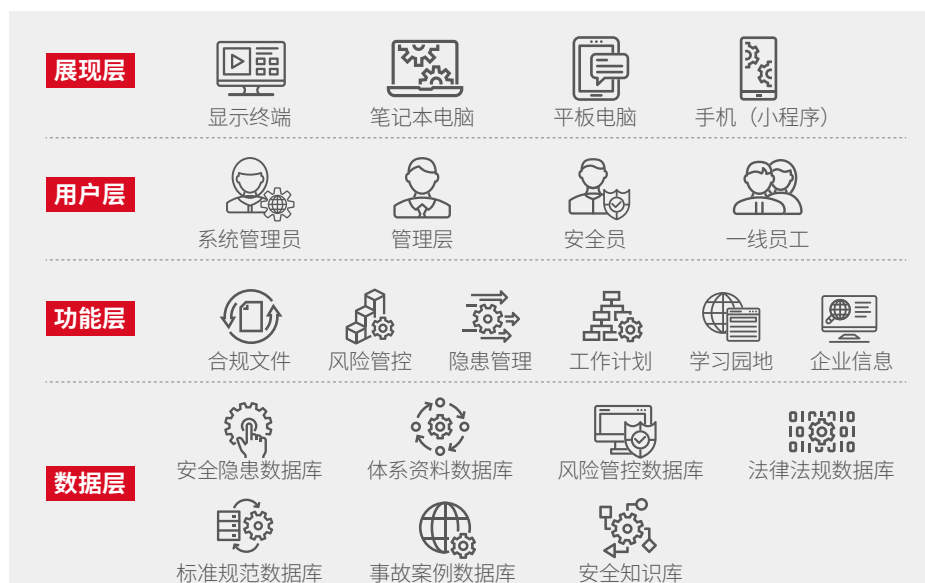 展现层
显示终端 笔记本电脑 平板电脑 手机（小程序）
用户层
系统管理员 管理层 安全员 一线员工
功能层
合规文件 风险管控 隐患管理 工作计划 学习园地 企业信息
数据层
安全隐患数据库 体系资料数据库 风险管控数据库 法律法规数据库
标准规范数据库 事故案例数据库 安全知识库